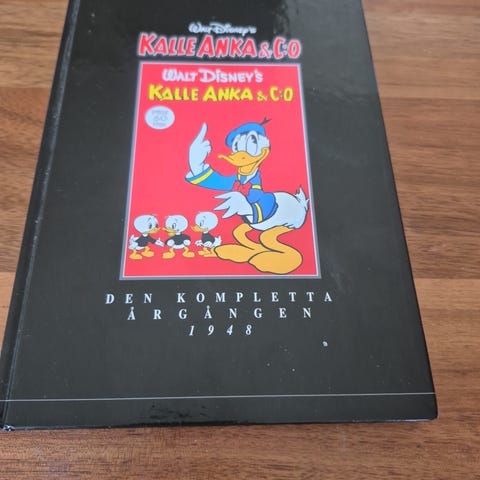 Walt Disney's
KALLE ANKA & C:O
WALT DISNEY'S
KALLE ANKA & C:O
DEN KOMPLETTA
ÅRGÅNGEN
1948